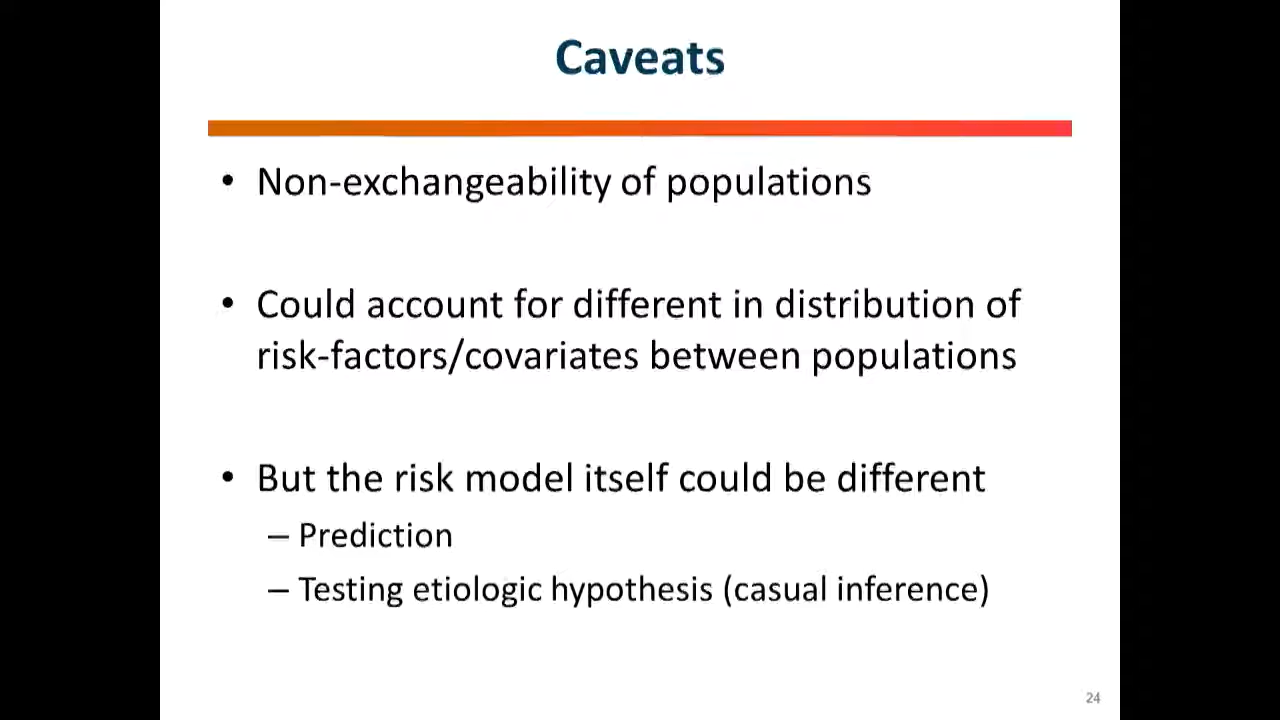 Caveats
• Non-exchangeability of populations
• Could account for different in distribution of
risk-factors/covariates between populations
• But the risk model itself could be different
– Prediction
– Testing etiologic hypothesis (casual inference)
24